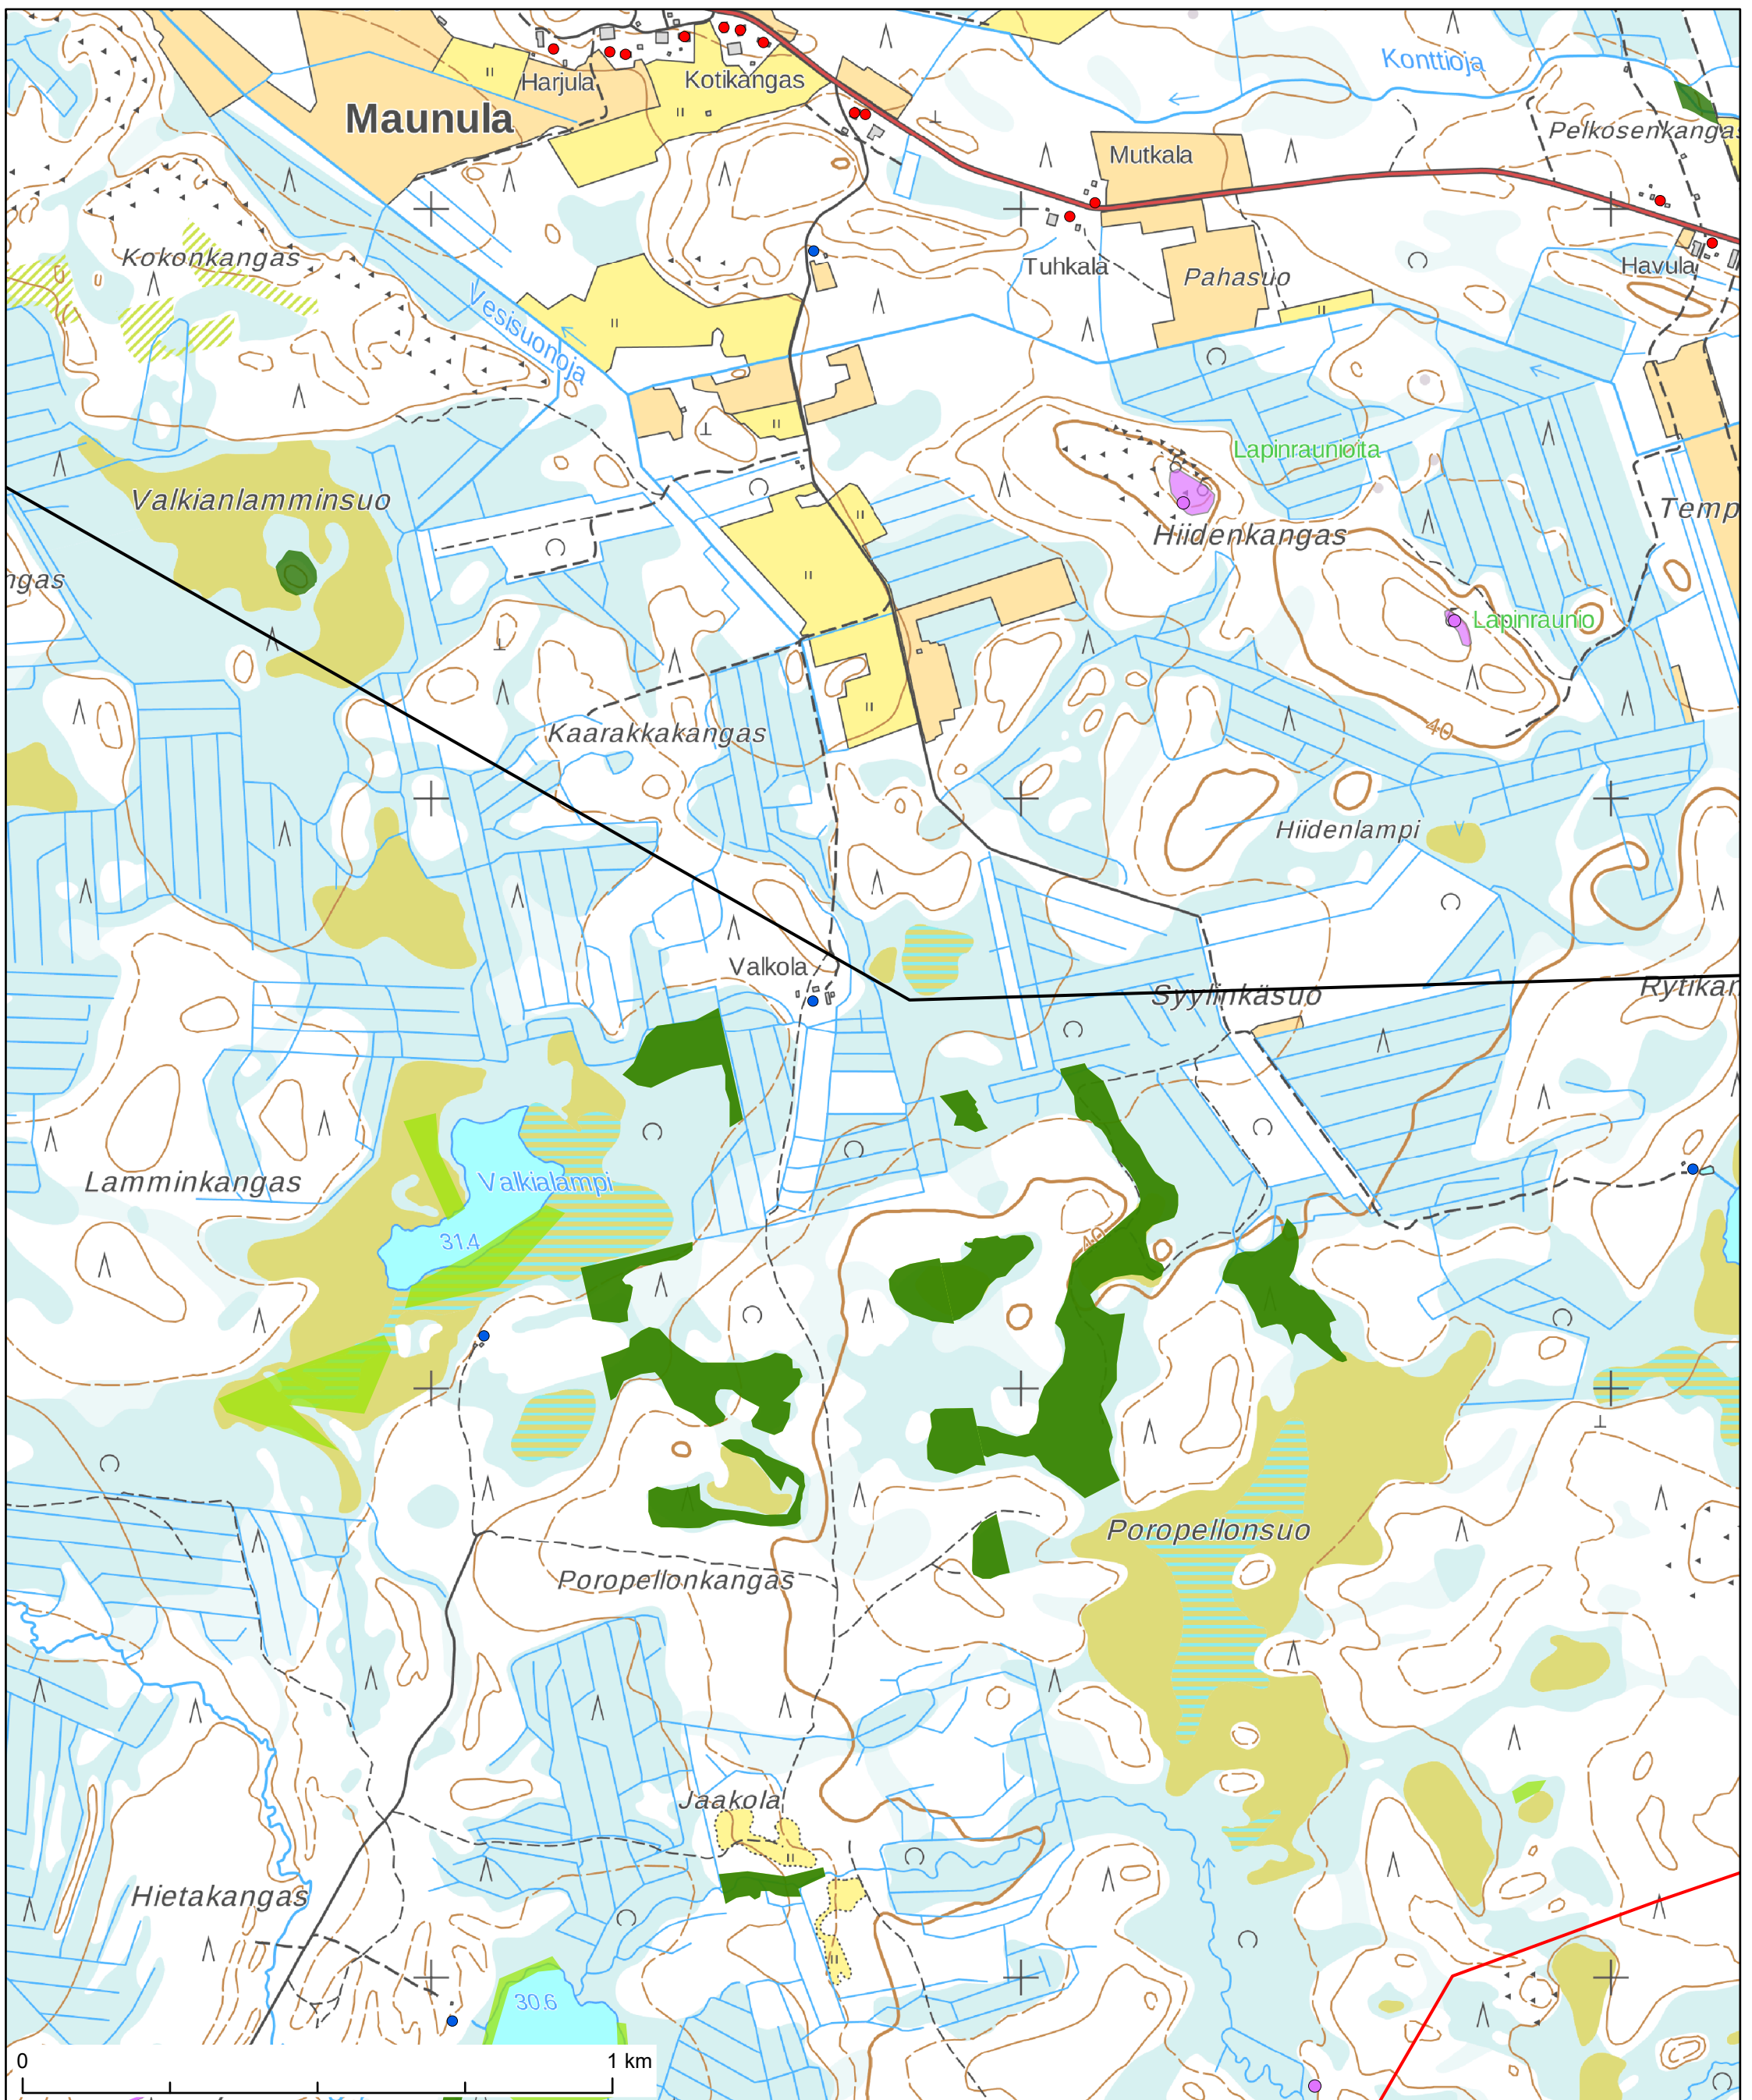 Konttioja
Harjula
Kotikangas
Maunula
Pelkosenkangas
Mutkala
Kokonkangas
Tuhkala
Pahasuo
Havula
Vesisuonoja
Lapinraunioita
Valkianlamminsuo
Hiidenkangas
Temp
ngas
Lapinraunio
40
Kaarakkakangas
Hiidenlampi
Valkola
Syylinkäsuo
Rytikan
Lamminkangas
Valkialampi
31.4
40
Poropellonsuo
Poropellonkangas
Jaakola
Hietakangas
30.6
0
1 km